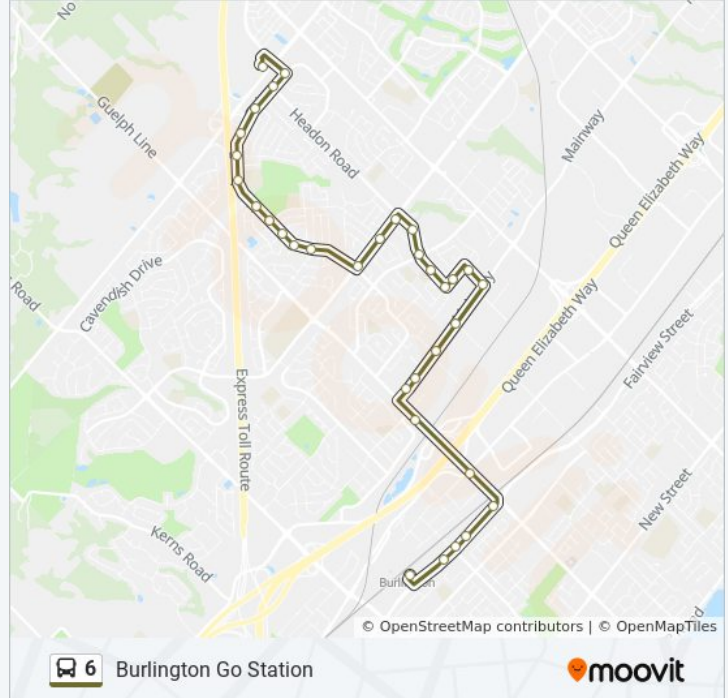 No
Guelph Line
Headon Road
Mainway
Queen Elizabeth Way
Cavendish Drive
Road
Queen Elizabeth Way
Fairview Street
Express Toll Route
New Street
Kerns Road
© OpenStreetMap contributors | © OpenMapTiles
6 Burlington Go Station
moovit